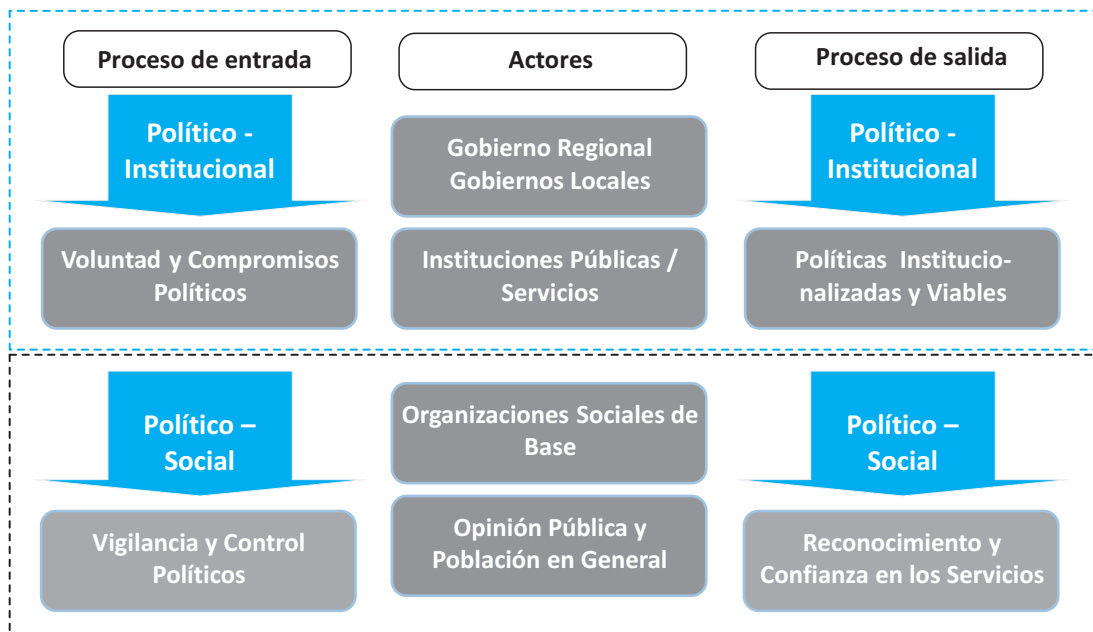 Proceso de entrada
Actores
Proceso de salida
Político -
Institucional
Gobierno Regional
Gobiernos Locales
Político -
Institucional
Voluntad y Compromisos
Políticos
Instituciones Públicas /
Servicios
Políticas Institucio-
nalizadas y Viables
Político –
Social
Organizaciones Sociales de
Base
Político –
Social
Vigilancia y Control
Políticos
Opinión Pública y
Población en General
Reconocimiento y
Confianza en los Servicios